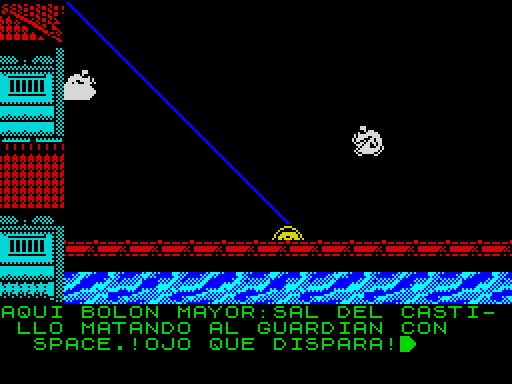 AQUI BOLON MAYOR:SAL DEL CASTI-
LLO MATANDO AL GUARDIAN CON
SPACE.!OJO QUE DISPARA!